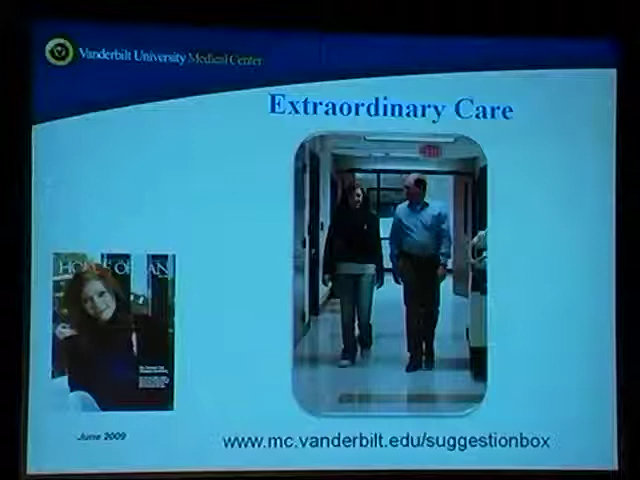 Vanderbilt University Medical Center
Extraordinary Care
June 2009
www.mc.vanderbilt.edu/suggestionbox